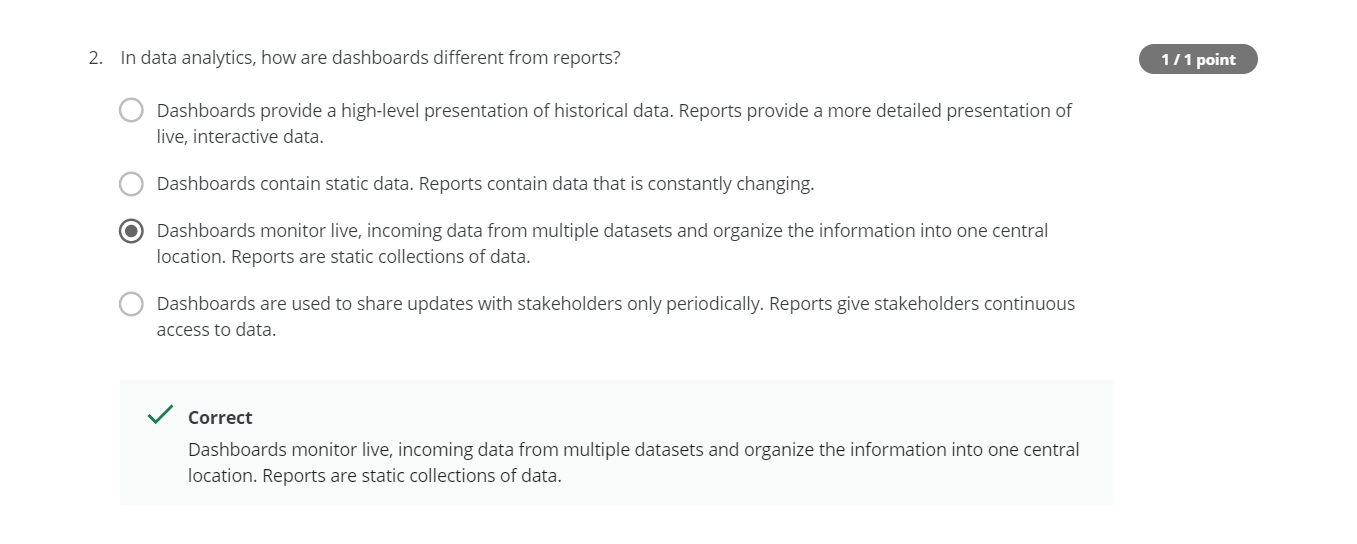 2. In data analytics, how are dashboards different from reports?
1 / 1 point
Dashboards provide a high-level presentation of historical data. Reports provide a more detailed presentation of
live, interactive data.
Dashboards contain static data. Reports contain data that is constantly changing.
Dashboards monitor live, incoming data from multiple datasets and organize the information into one central
location. Reports are static collections of data.
Dashboards are used to share updates with stakeholders only periodically. Reports give stakeholders continuous
access to data.
Correct
Dashboards monitor live, incoming data from multiple datasets and organize the information into one central
location. Reports are static collections of data.